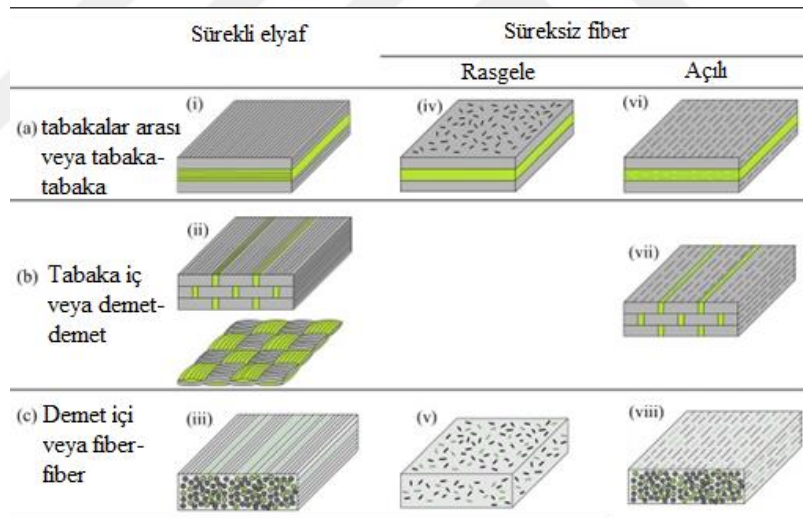 Sürekli elyaf
Süreksiz fiber
Rasgele
Açılı
(a) tabakalar arası
veya tabaka-
tabaka
(i)
(iv)
(vi)
(b) Tabaka iç
veya demet-
demet
(ii)
(vii)
(c) Demet içi
veya fiber-
fiber
(iii)
(v)
(viii)